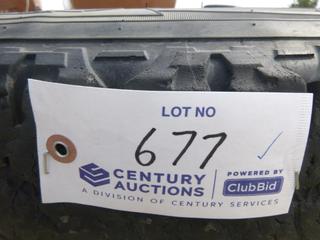 LOT NO
677
CENTURY AUCTIONS
A DIVISION OF CENTURY SERVICES
POWERED BY
ClubBid